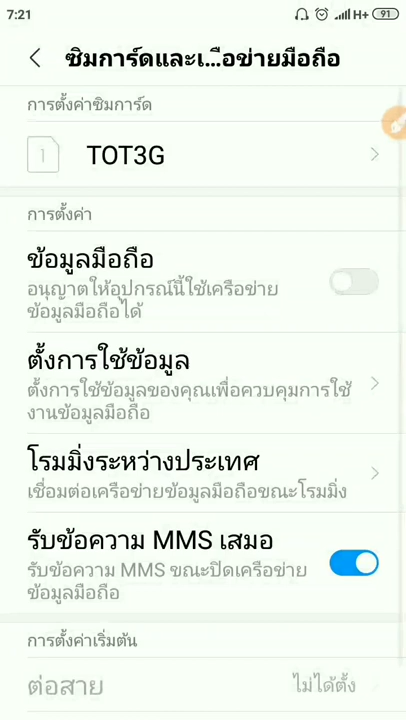 7:21 H+ 91
ซิมการ์ดและเ...อข่ายมือถือ
การตั้งค่าซิมการ์ด
1 TOT3G
การตั้งค่า
ข้อมูลมือถือ
อนุญาตให้อุปกรณ์นี้ใช้เครือข่าย
ข้อมูลมือถือได้
ตั้งการใช้ข้อมูล
ตั้งการใช้ข้อมูลของคุณเพื่อควบคุมการใช้
งานข้อมูลมือถือ
โรมมิ่งระหว่างประเทศ
เชื่อมต่อเครือข่ายข้อมูลมือถือขณะโรมมิ่ง
รับข้อความ MMS เสมอ
รับข้อความ MMS ขณะปิดเครือข่าย
ข้อมูลมือถือ
การตั้งค่าเริ่มต้น
ต่อสาย ไม่ได้ตั้ง